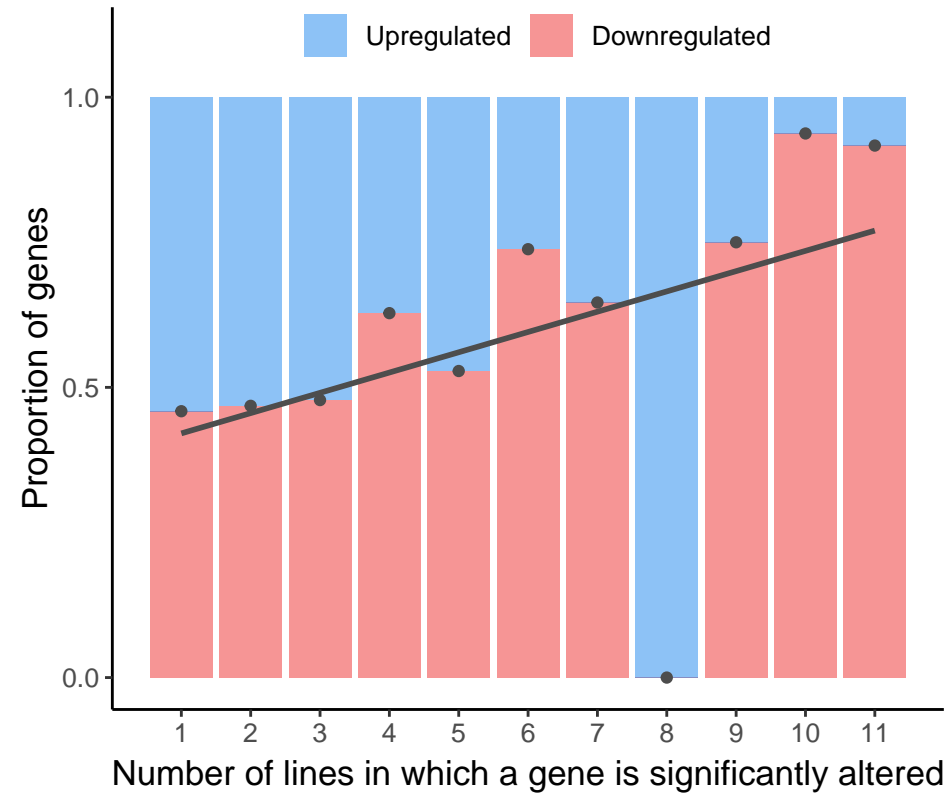 Upregulated Downregulated
1.0
0.5
0.0
Proportion of genes
1 2 3 4 5 6 7 8 9 10 11
Number of lines in which a gene is significantly altered